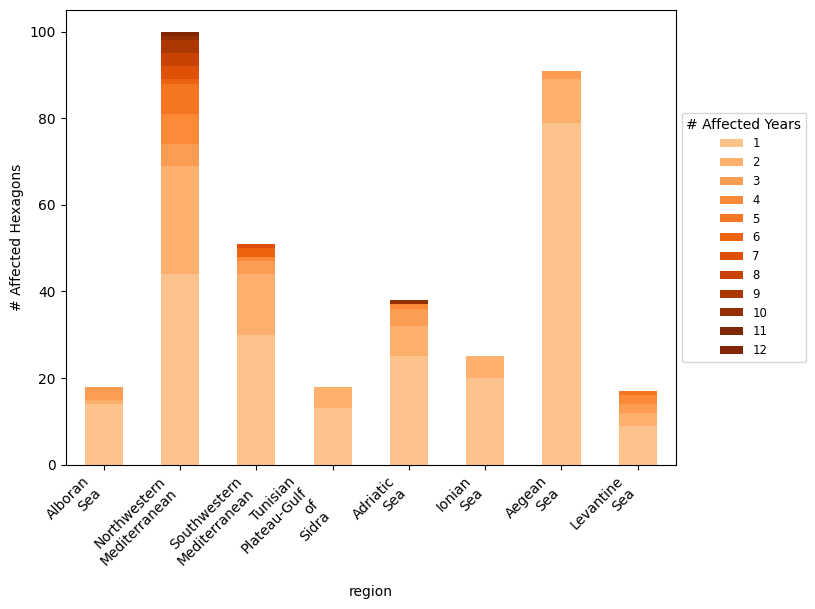 # Affected Hexagons
100
80
60
40
20
0
Alboran
Sea
Northwestern
Mediterranean
Southwestern
Mediterranean
Tunisian
Plateau-Gulf
of
Sidra
Adriatic
Sea
Ionian
Sea
Aegean
Sea
Levantine
Sea
region
# Affected Years
1
2
3
4
5
6
7
8
9
10
11
12